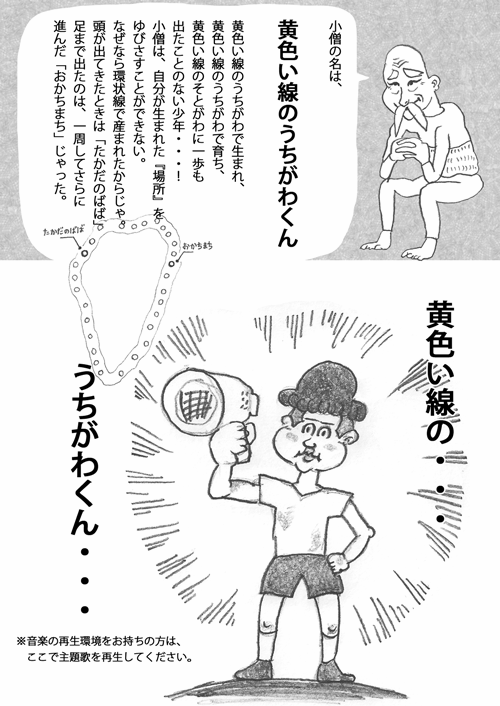 小僧の名は、
黄色い線のうちがわくん
黄色い線のうちがわで生まれ、
黄色い線のうちがわで育ち、
黄色い線のそとがわに一歩も
出たことのない少年・・・！
小僧は、自分が生まれた『場所』を
ゆびさすことができない。
なぜなら環状線で産まれたからじゃ。
頭が出てきたときは「たかだのばば」
足まで出たのは、一周してさらに
進んだ「おかちまち」じゃった。
たかだのばば
おかちまち
黄色い線の・・・
うちがわくん・・・
※音楽の再生環境をお持ちの方は、
ここで主題歌を再生してください。